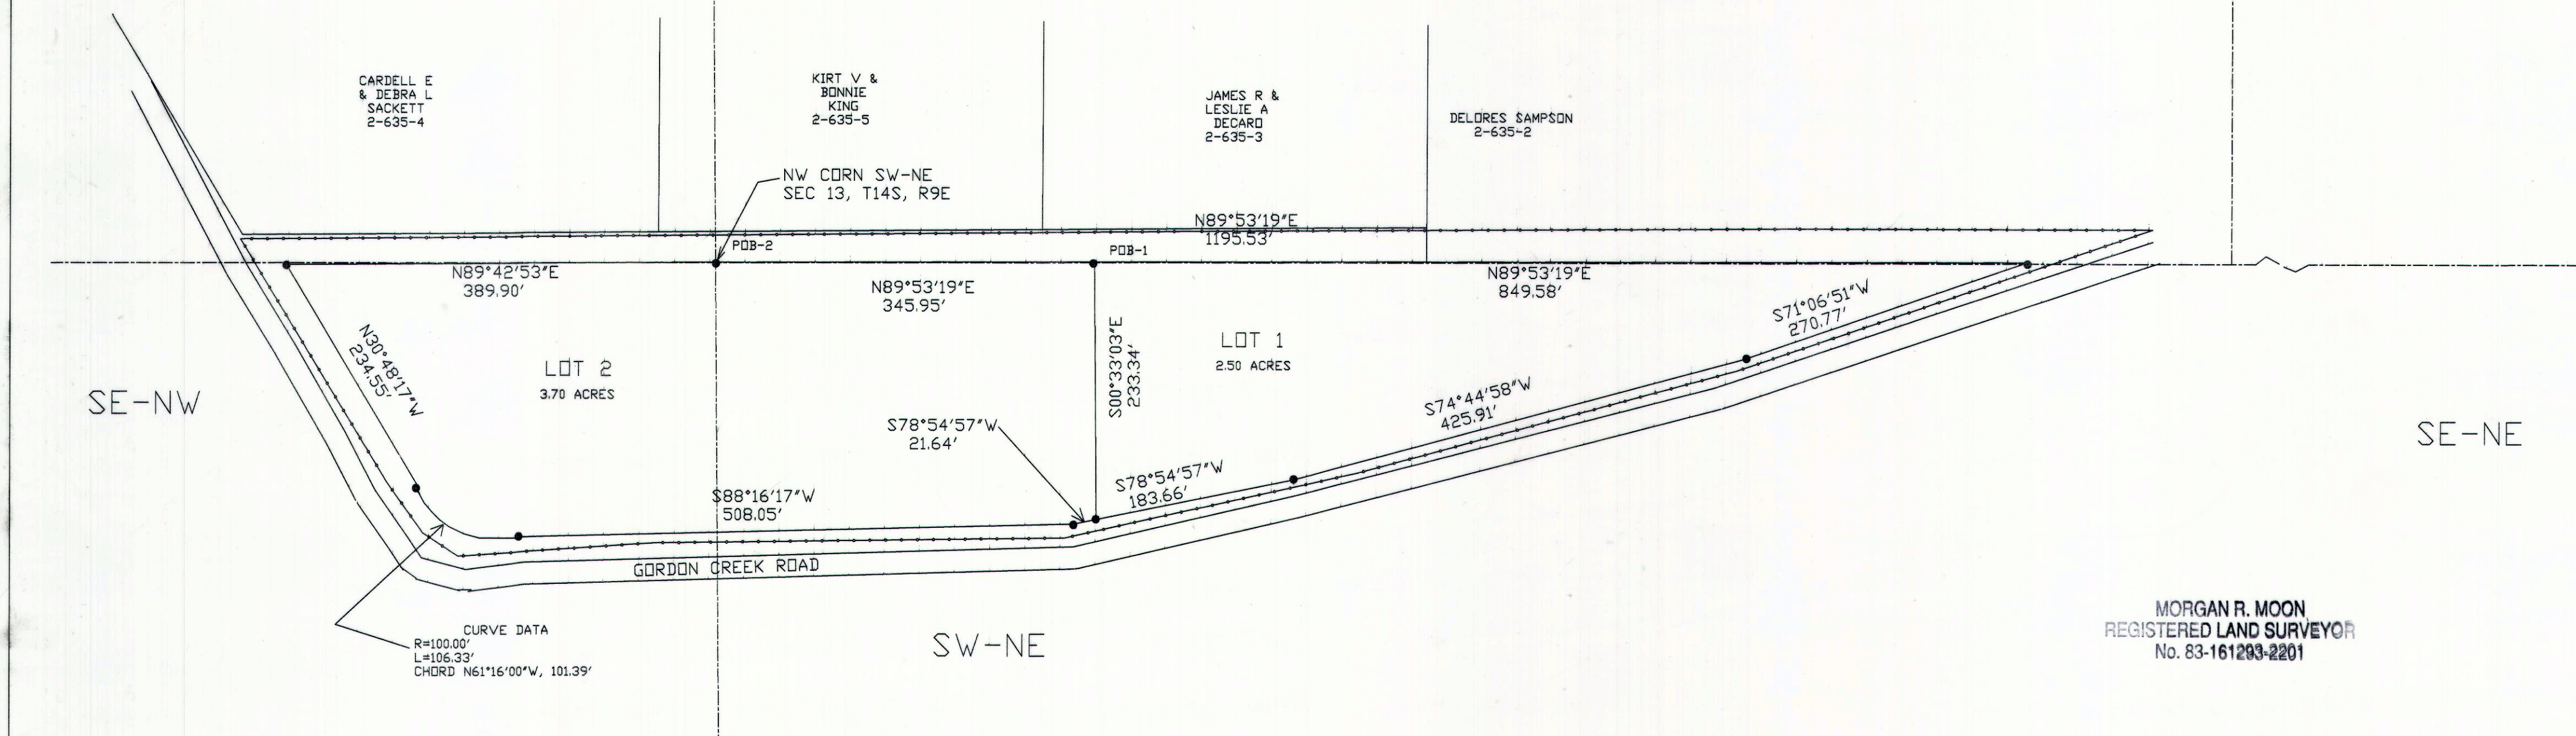 CARDELL E
& DEBRA L
SACKETT
2-635-4
KIRT V &
BONNIE
KING
2-635-5
JAMES R &
LESLIE A
DECARO
2-635-3
DELORES SAMPSON
2-635-2
NW CORN SW-NE
SEC 13, T14S, R9E
N89°53'19"E
1195.53'
POB-2
POB-1
N89°42'53"E
389.90'
N89°53'19"E
345.95'
N89°53'19"E
849.58'
S71°06'51"W
270.77'
N30°48'17"W
234.55'
LOT 2
3.70 ACRES
S00°33'03"E
233.34'
LOT 1
2.50 ACRES
SE-NW
S74°44'58"W
425.91'
SE-NE
S78°54'57"W
21.64'
S78°54'57"W
183.66'
S88°16'17"W
508.05'
GORDON CREEK ROAD
CURVE DATA
R=100.00'
L=106.33'
CHORD N61°16'00"W, 101.39'
SW-NE
MORGAN R. MOON
REGISTERED LAND SURVEYOR
No. 83-161293-2201